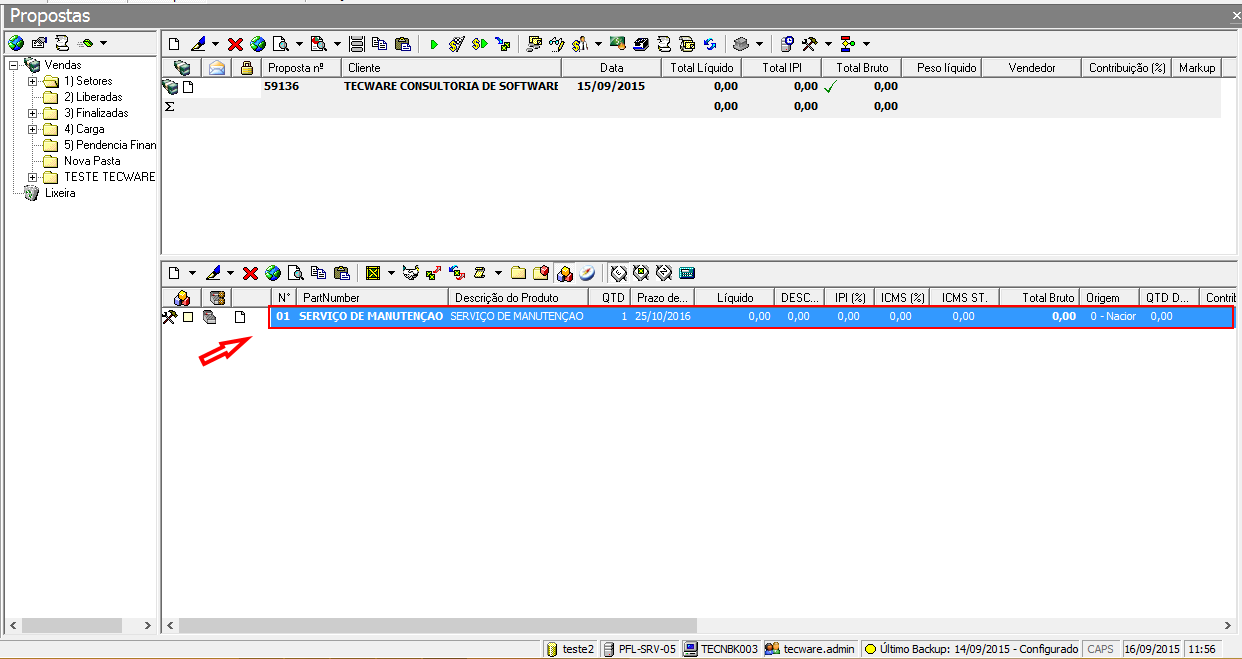 Propostas
Vendas
1) Setores
2) Liberadas
3) Finalizadas
4) Carga
5) Pendencia Finan
Nova Pasta
TESTE TECWARE
Lixeira
Proposta nº Cliente Data Total Líquido Total IPI Total Bruto Peso líquido Vendedor Contribuição (%) Markup
59136 TECWARE CONSULTORIA DE SOFTWARE 15/09/2015 0,00 0,00 0,00
Σ 0,00 0,00 0,00
N° PartNumber Descrição do Produto QTD Prazo de... Líquido DESC... IPI (%) ICMS (%) ICMS ST. Total Bruto Origem QTD D... Contrib
01 SERVIÇO DE MANUTENÇAO SERVIÇO DE MANUTENÇAO 1 25/10/2016 0,00 0,00 0,00 0,00 0,00 0,00 0 - Nacior 0,00
teste2 PFL-SRV-05 TECNBK003 tecware.admin Último Backup: 14/09/2015 - Configurado CAPS 16/09/2015 11:56